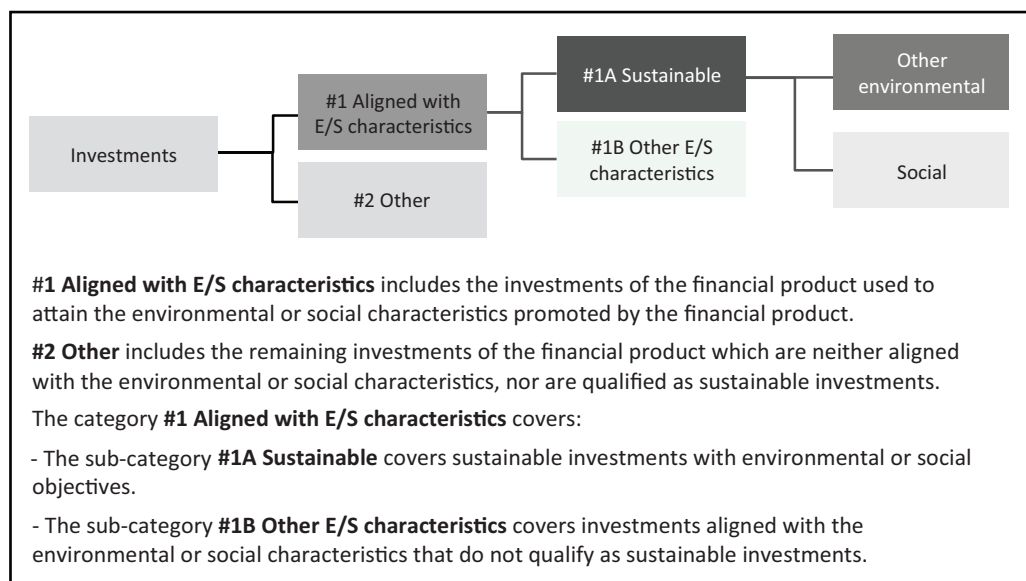 Investments
#1 Aligned with
E/S characteristics
#2 Other
#1A Sustainable
#1B Other E/S
characteristics
Other
environmental
Social
#1 Aligned with E/S characteristics includes the investments of the financial product used to
attain the environmental or social characteristics promoted by the financial product.
#2 Other includes the remaining investments of the financial product which are neither aligned
with the environmental or social characteristics, nor are qualified as sustainable investments.
The category #1 Aligned with E/S characteristics covers:
- The sub-category #1A Sustainable covers sustainable investments with environmental or social
objectives.
- The sub-category #1B Other E/S characteristics covers investments aligned with the
environmental or social characteristics that do not qualify as sustainable investments.